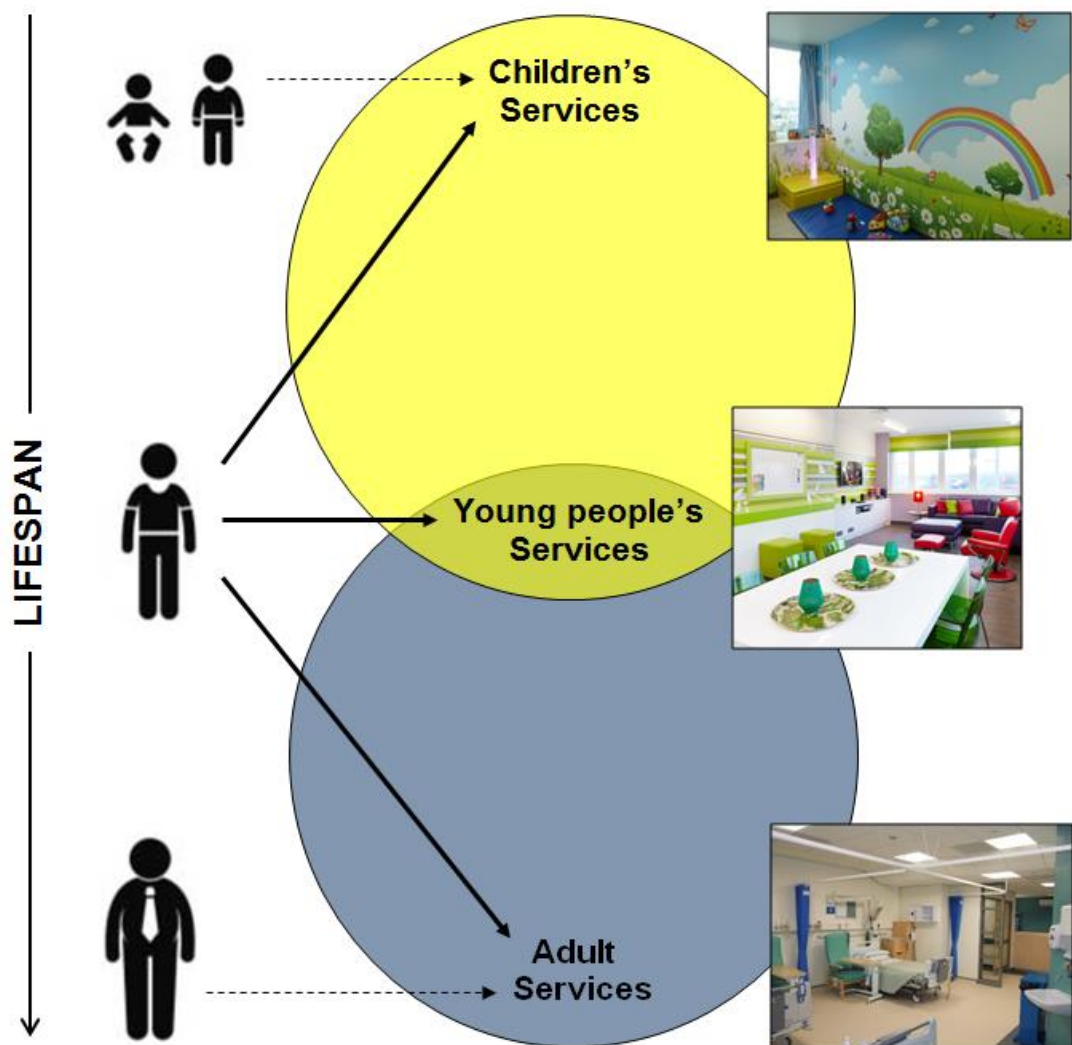 Children’s
Services
LIFESPAN
Young people’s
Services
Adult
Services